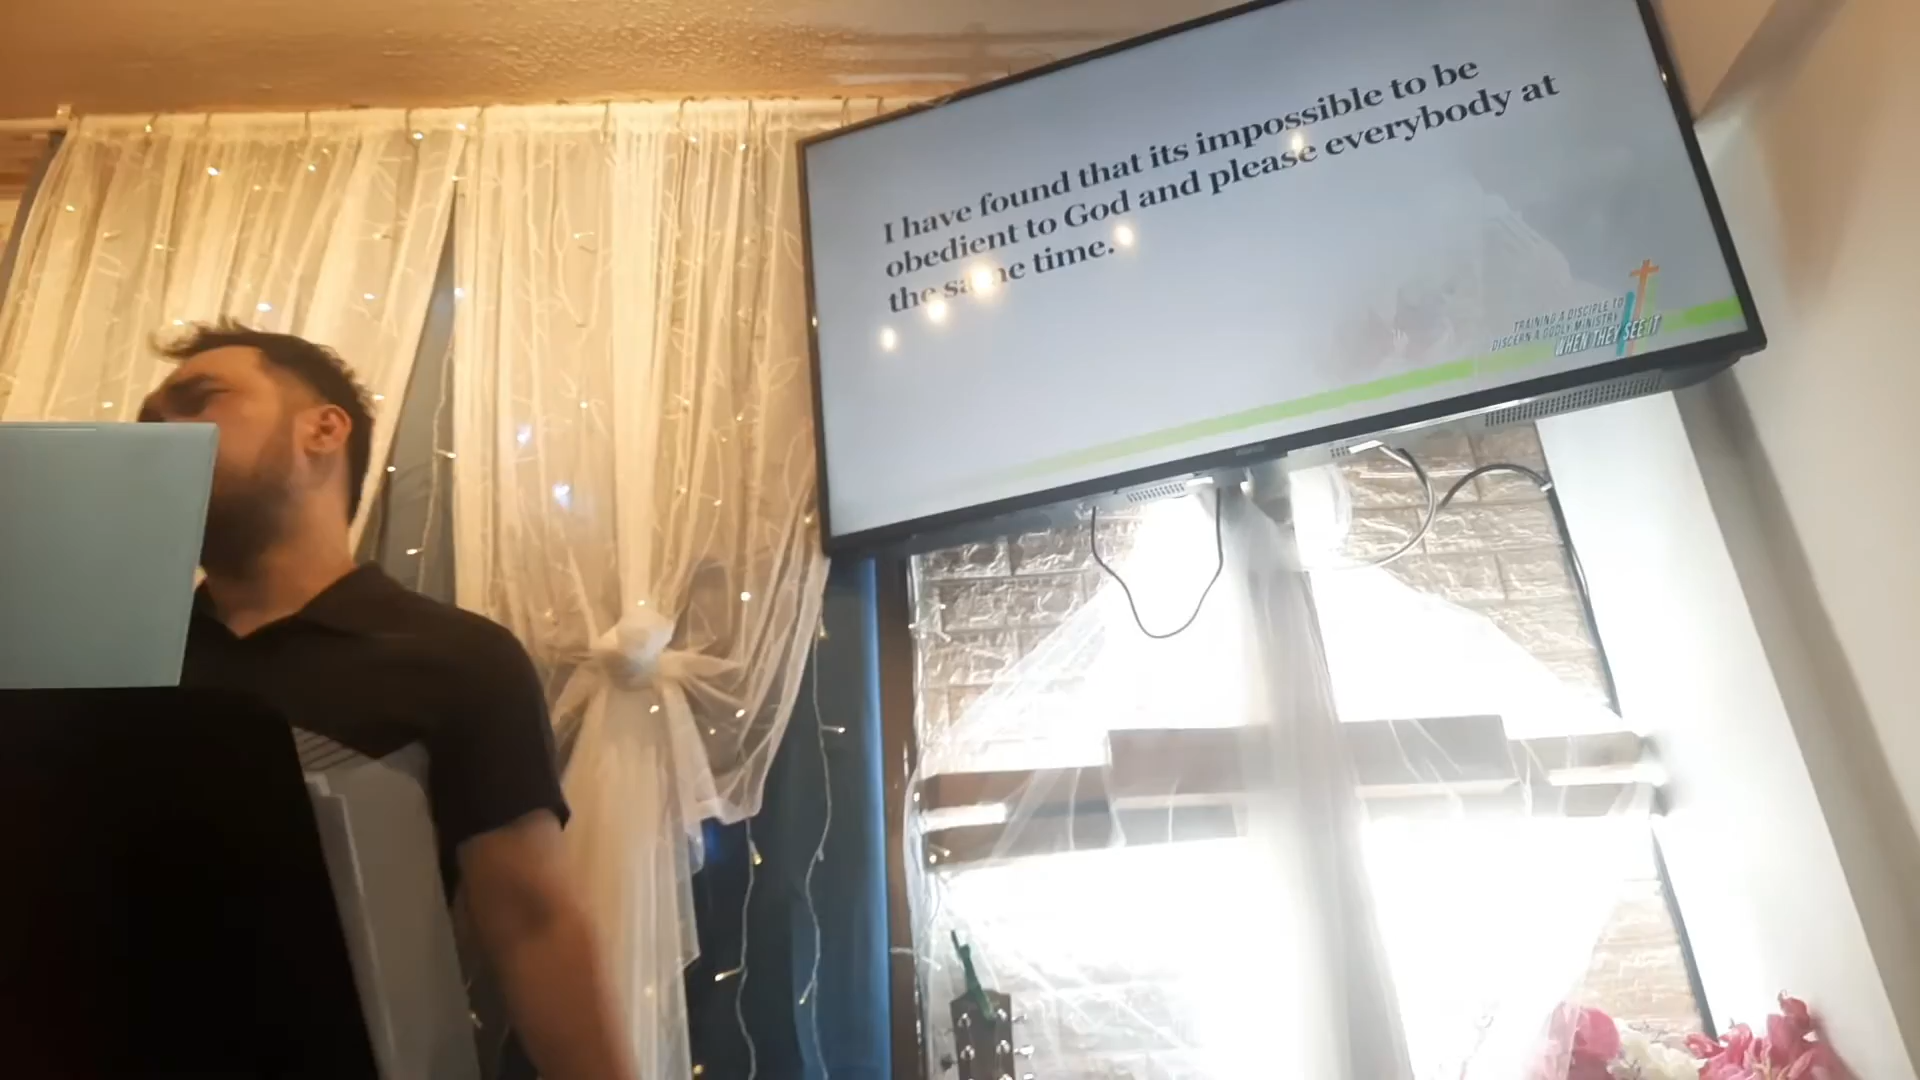 I have found that its impossible to be
obedient to God and please everybody at
the same time.
TRAINING A DISCIPLE TO
DISCERN A GODLY MINISTRY
WHEN THEY SEE IT